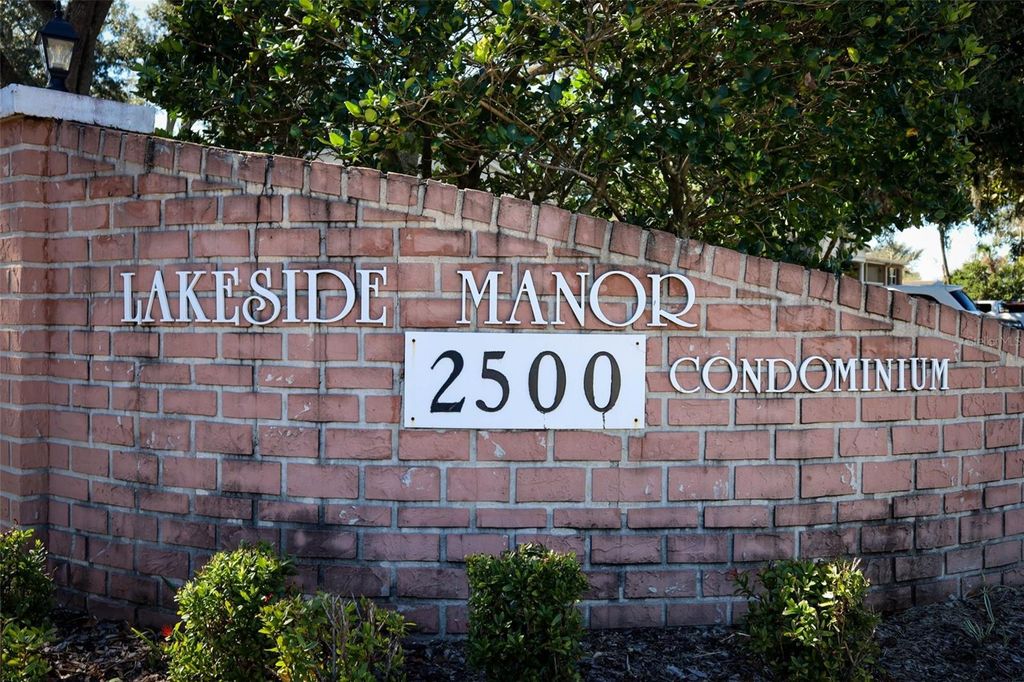 LAKESIDE MANOR
2500
CONDOMINIUM